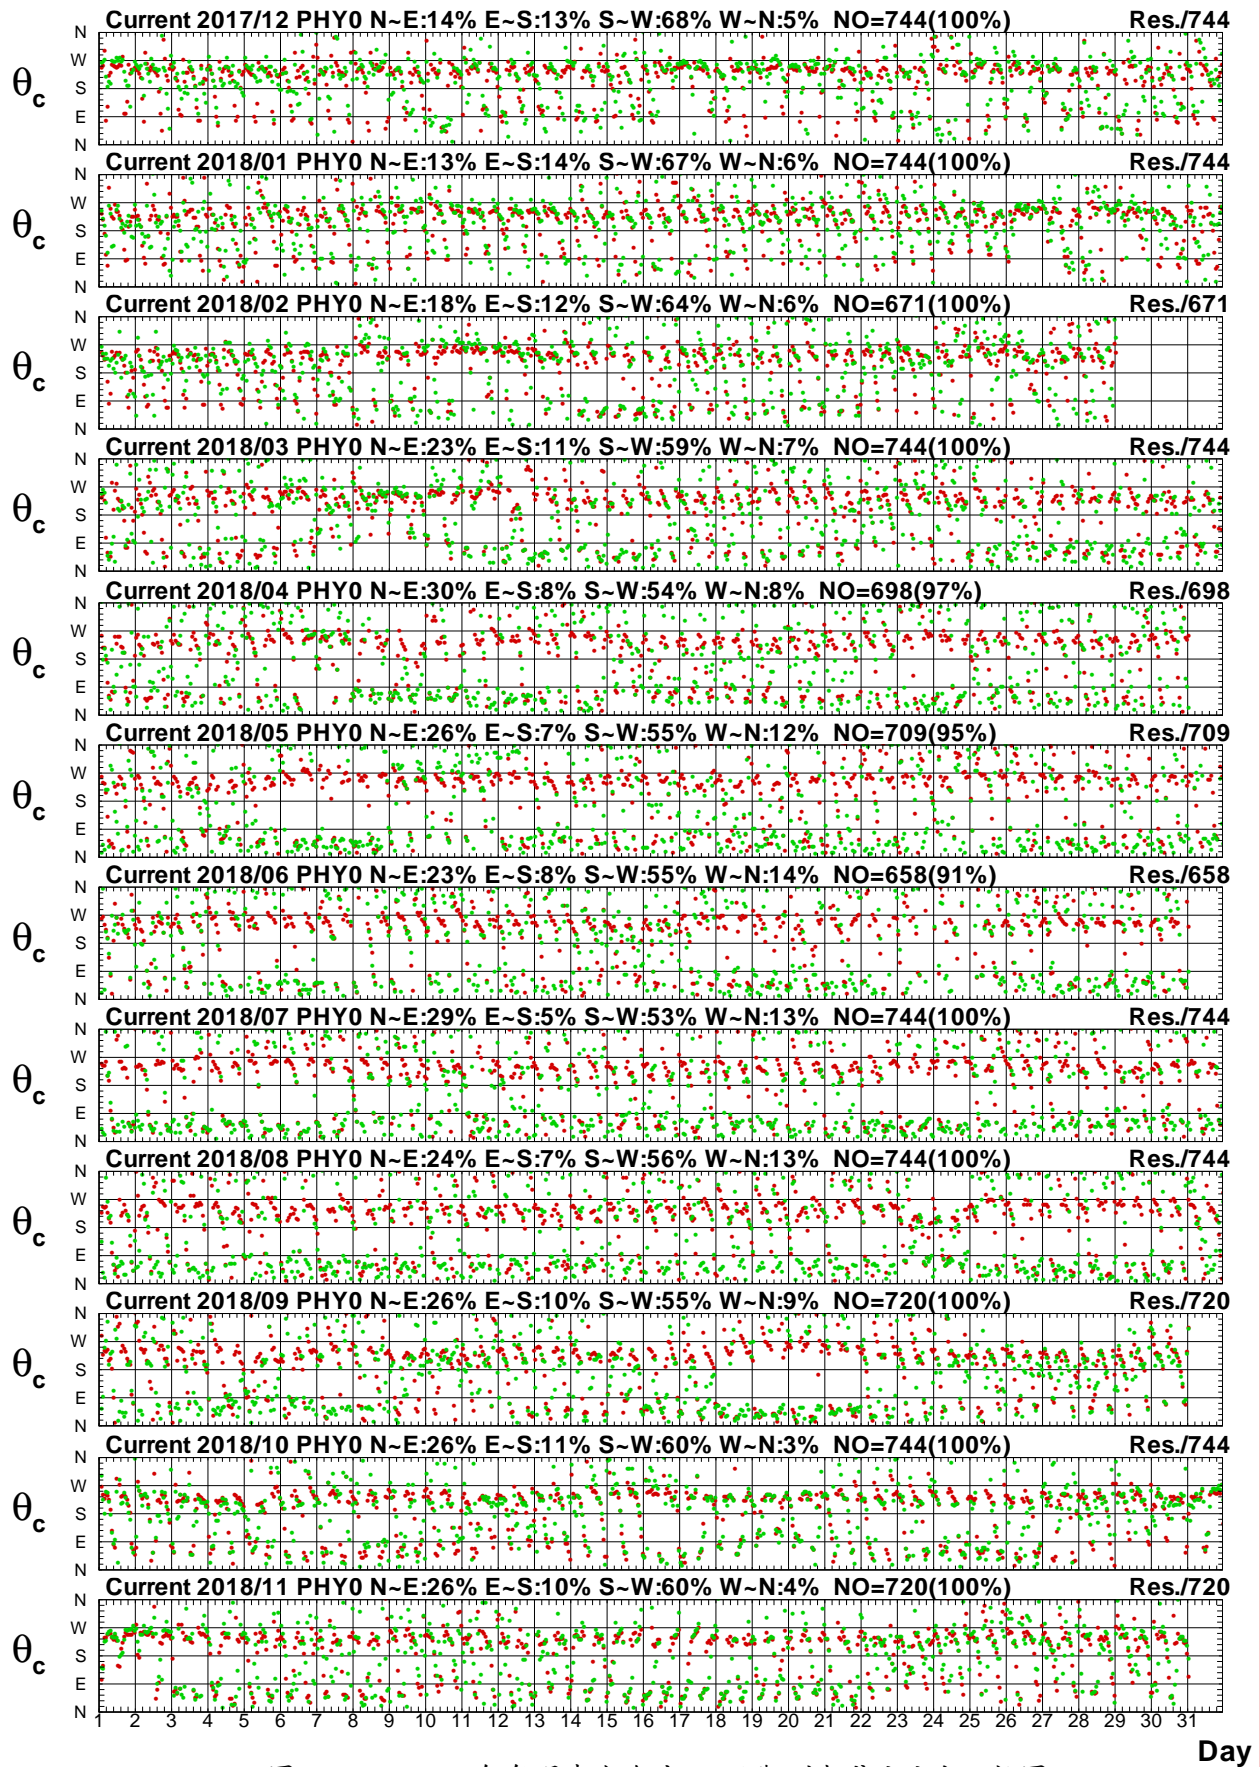 Current 2017/12 PHY0 N~E:14% E~S:13% S~W:68% W~N:5% NO=744(100%) Res./744
N
W
S
E
N
θc
Current 2018/01 PHY0 N~E:13% E~S:14% S~W:67% W~N:6% NO=744(100%) Res./744
N
W
S
E
N
θc
Current 2018/02 PHY0 N~E:18% E~S:12% S~W:64% W~N:6% NO=671(100%) Res./671
N
W
S
E
N
θc
Current 2018/03 PHY0 N~E:23% E~S:11% S~W:59% W~N:7% NO=744(100%) Res./744
N
W
S
E
N
θc
Current 2018/04 PHY0 N~E:30% E~S:8% S~W:54% W~N:8% NO=698(97%) Res./698
N
W
S
E
N
θc
Current 2018/05 PHY0 N~E:26% E~S:7% S~W:55% W~N:12% NO=709(95%) Res./709
N
W
S
E
N
θc
Current 2018/06 PHY0 N~E:23% E~S:8% S~W:55% W~N:14% NO=658(91%) Res./658
N
W
S
E
N
θc
Current 2018/07 PHY0 N~E:29% E~S:5% S~W:53% W~N:13% NO=744(100%) Res./744
N
W
S
E
N
θc
Current 2018/08 PHY0 N~E:24% E~S:7% S~W:56% W~N:13% NO=744(100%) Res./744
N
W
S
E
N
θc
Current 2018/09 PHY0 N~E:26% E~S:10% S~W:55% W~N:9% NO=720(100%) Res./720
N
W
S
E
N
θc
Current 2018/10 PHY0 N~E:26% E~S:11% S~W:60% W~N:3% NO=744(100%) Res./744
N
W
S
E
N
θc
Current 2018/11 PHY0 N~E:26% E~S:10% S~W:60% W~N:4% NO=720(100%) Res./720
N
W
S
E
N
θc
1 2 3 4 5 6 7 8 9 10 11 12 13 14 15 16 17 18 19 20 21 22 23 24 25 26 27 28 29 30 31
Day